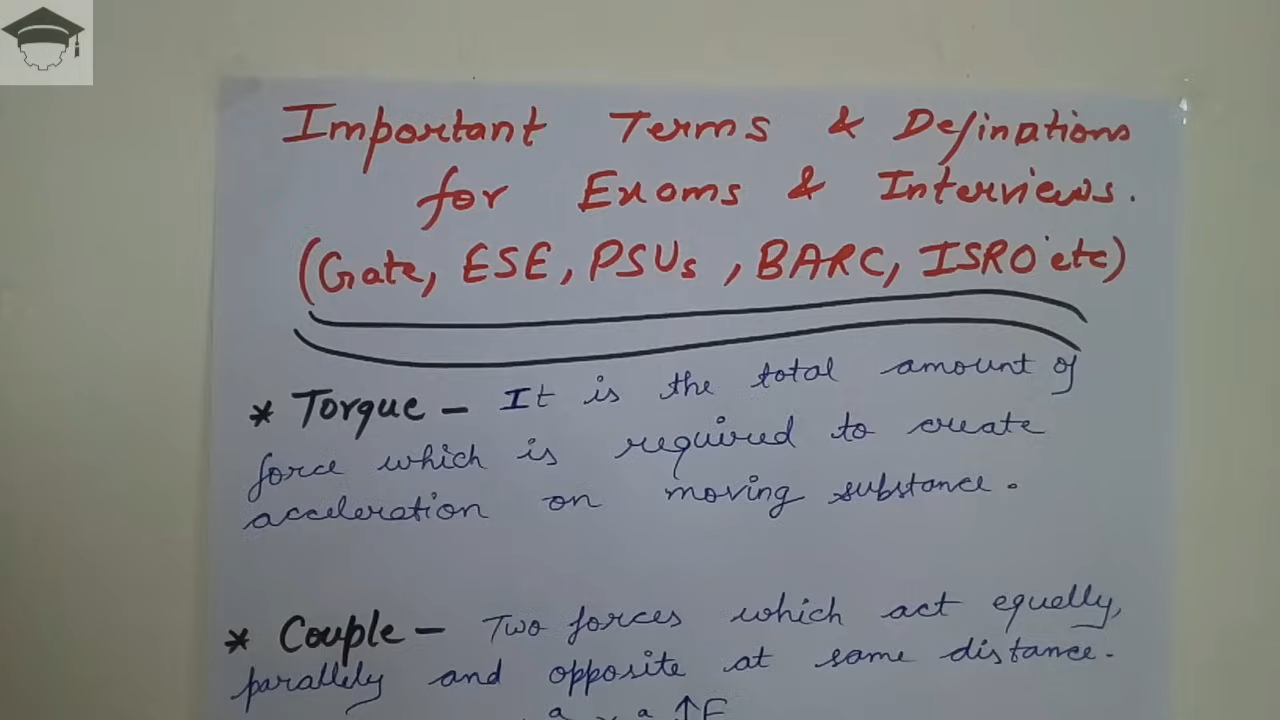 Important Terms & Definations
for Exams & Interviews.
(Gate, ESE, PSUs, BARC, ISRO etc)
* Torque - It is the total amount of
force which is required to create
acceleration on moving substance.
* Couple - Two forces which act equally,
parallely and opposite at some distance.
a a ↑F